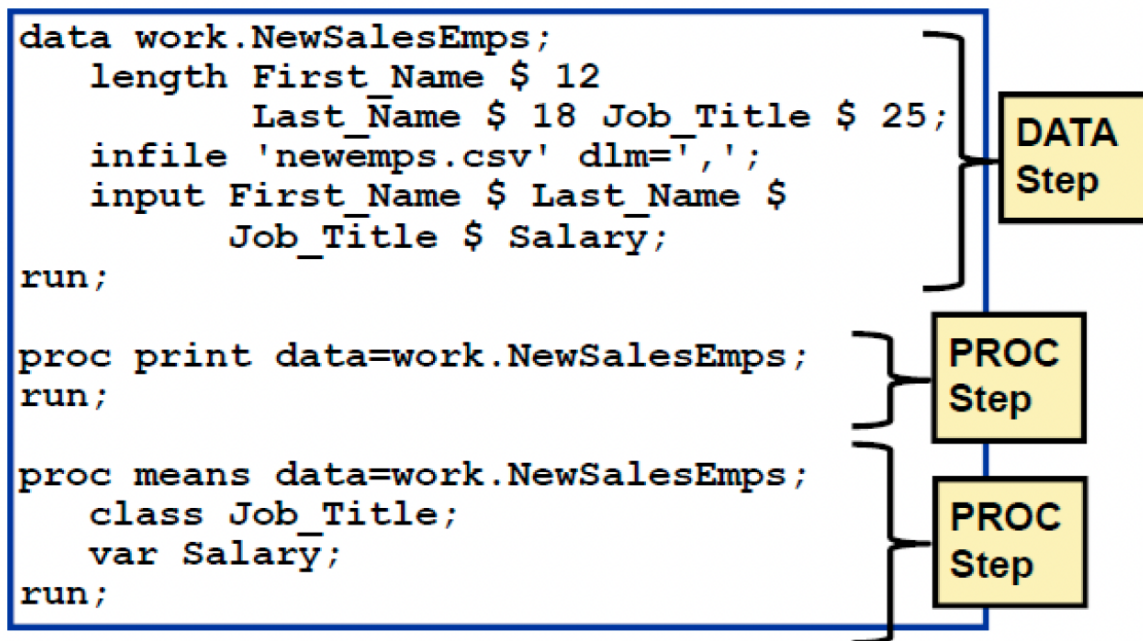 data work.NewSalesEmps;
length First_Name $ 12
Last_Name $ 18 Job_Title $ 25;
infile 'newemps.csv' dlm=',';
input First_Name $ Last_Name $
Job_Title $ Salary;
run;
DATA
Step
proc print data=work.NewSalesEmps;
run;
PROC
Step
proc means data=work.NewSalesEmps;
class Job_Title;
var Salary;
run;
PROC
Step